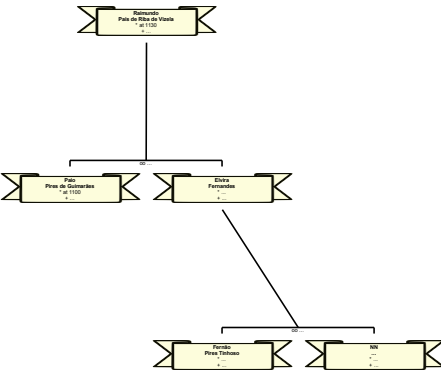 Raimundo
Pais de Riba de Vizela
* at 1130
+ ...
∞ ...
Paio
Pires de Guimarães
* at 1100
+ ...
Elvira
Fernandes
* ...
+ ...
∞ ...
Fernão
Pires Tinhoso
* ...
+ ...
NN
...
* ...
+ ...